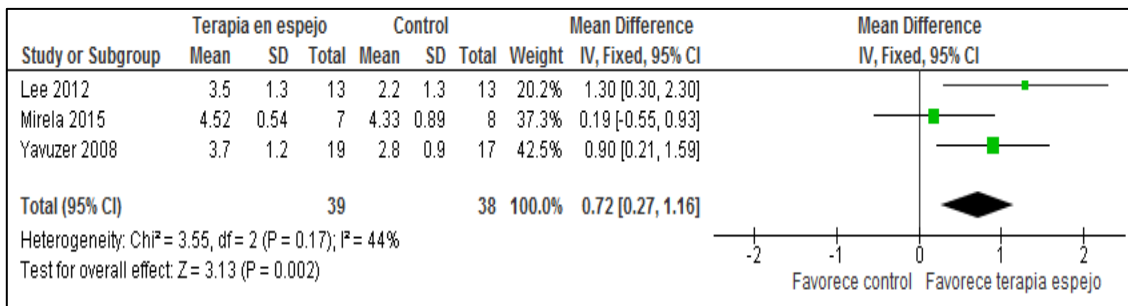 Terapia en espejo Control Mean Difference Mean Difference
Study or Subgroup Mean SD Total Mean SD Total Weight IV, Fixed, 95% CI IV, Fixed, 95% CI
Lee 2012 3.5 1.3 13 2.2 1.3 13 20.2% 1.30 [0.30, 2.30]
Mirela 2015 4.52 0.54 7 4.33 0.89 8 37.3% 0.19 [-0.55, 0.93]
Yavuzer 2008 3.7 1.2 19 2.8 0.9 17 42.5% 0.90 [0.21, 1.59]
Total (95% CI) 39 38 100.0% 0.72 [0.27, 1.16]
Heterogeneity: Chi² = 3.55, df = 2 (P = 0.17); I² = 44%
Test for overall effect: Z = 3.13 (P = 0.002)
-2 -1 0 1 2
Favorece control Favorece terapia espejo